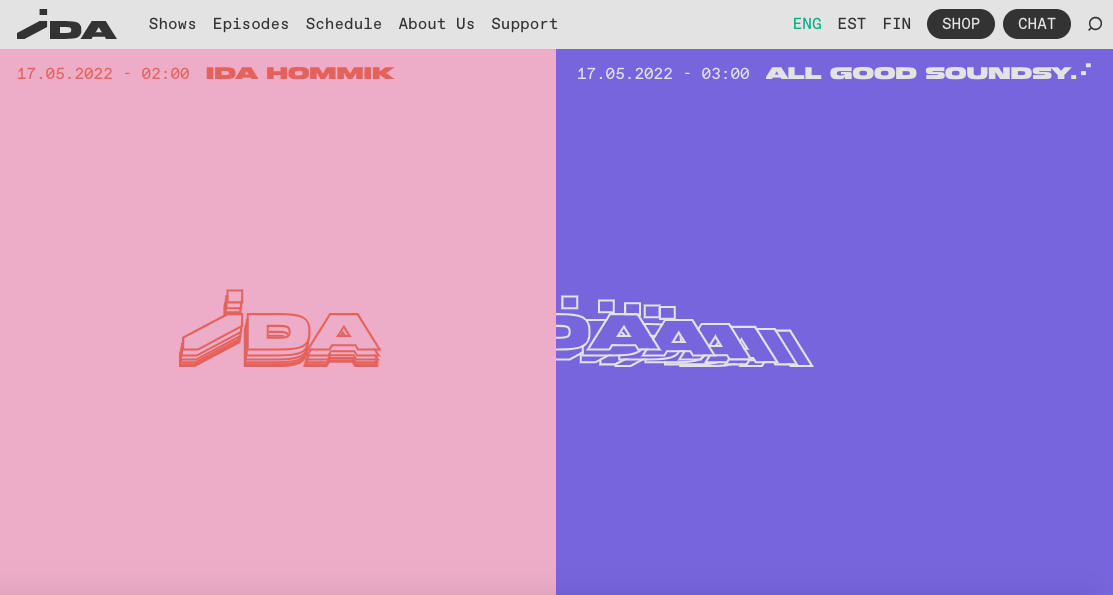 iDA Shows Episodes Schedule About Us Support ENG EST FIN SHOP CHAT
17.05.2022 - 02:00 IDA HOMMIK
17.05.2022 - 03:00 ALL GOOD SOUNDSY.
iDA